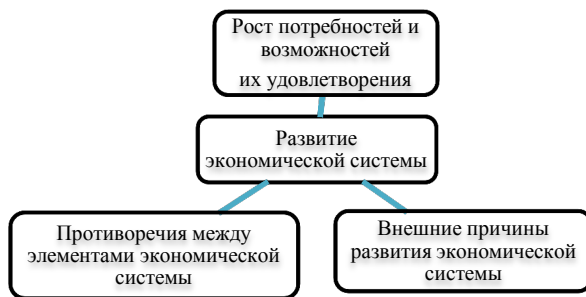 Рост потребностей и
возможностей
их удовлетворения
Развитие
экономической системы
Противоречия между
элементами экономической
системы
Внешние причины
развития экономической
системы